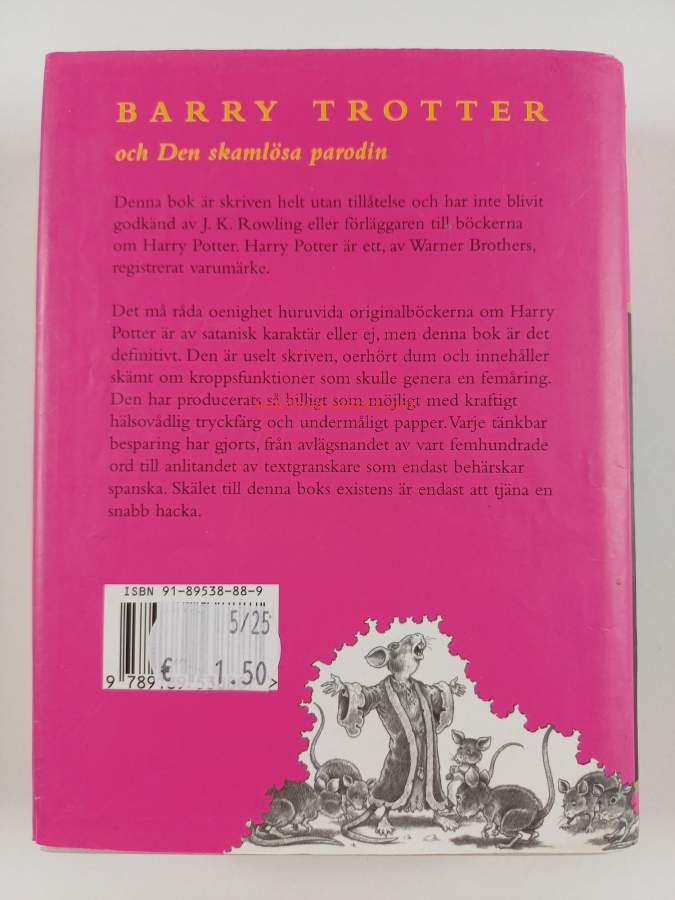 BARRY TROTTER
och Den skamlösa parodin
Denna bok är skriven helt utan tillåtelse och har inte blivit
godkänd av J. K. Rowling eller förläggaren till böckerna
om Harry Potter. Harry Potter är ett, av Warner Brothers,
registrerat varumärke.
Det må råda oenighet huruvida originalböckerna om Harry
Potter är av satanisk karaktär eller ej, men denna bok är det
definitivt. Den är uselt skriven, oerhört dum och innehåller
skämt om kroppsfunktioner som skulle genera en femåring.
Den har producerats så billigt som möjligt med kraftigt
hälsovådlig tryckfärg och undermåligt papper. Varje tänkbar
besparing har gjorts, från avlägsnandet av vart femhundrade
ord till anlitandet av textgranskare som endast behärskar
spanska. Skälet till denna boks existens är endast att tjäna en
snabb hacka.
ISBN 91-89538-88-9
5/25
€ 1.50